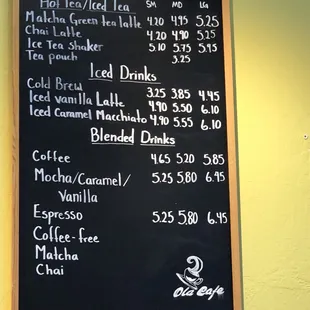 Hot Tea/Iced Tea SM MD LG
Matcha Green tea latte 4.20 4.95 5.25
Chai Latte 4.20 4.90 5.25
Ice Tea Shaker 5.10 5.75 5.95
Tea pouch 3.25
Iced Drinks
Cold Brew 3.25 3.85 4.45
Iced Vanilla Latte 4.90 5.50 6.10
Iced Caramel Macchiato 4.90 5.55 6.10
Blended Drinks
Coffee 4.65 5.20 5.85
Mocha/Caramel/ 5.25 5.80 6.45
Vanilla
Espresso 5.25 5.80 6.45
Coffee-free
Matcha
Chai
Ola Cafe